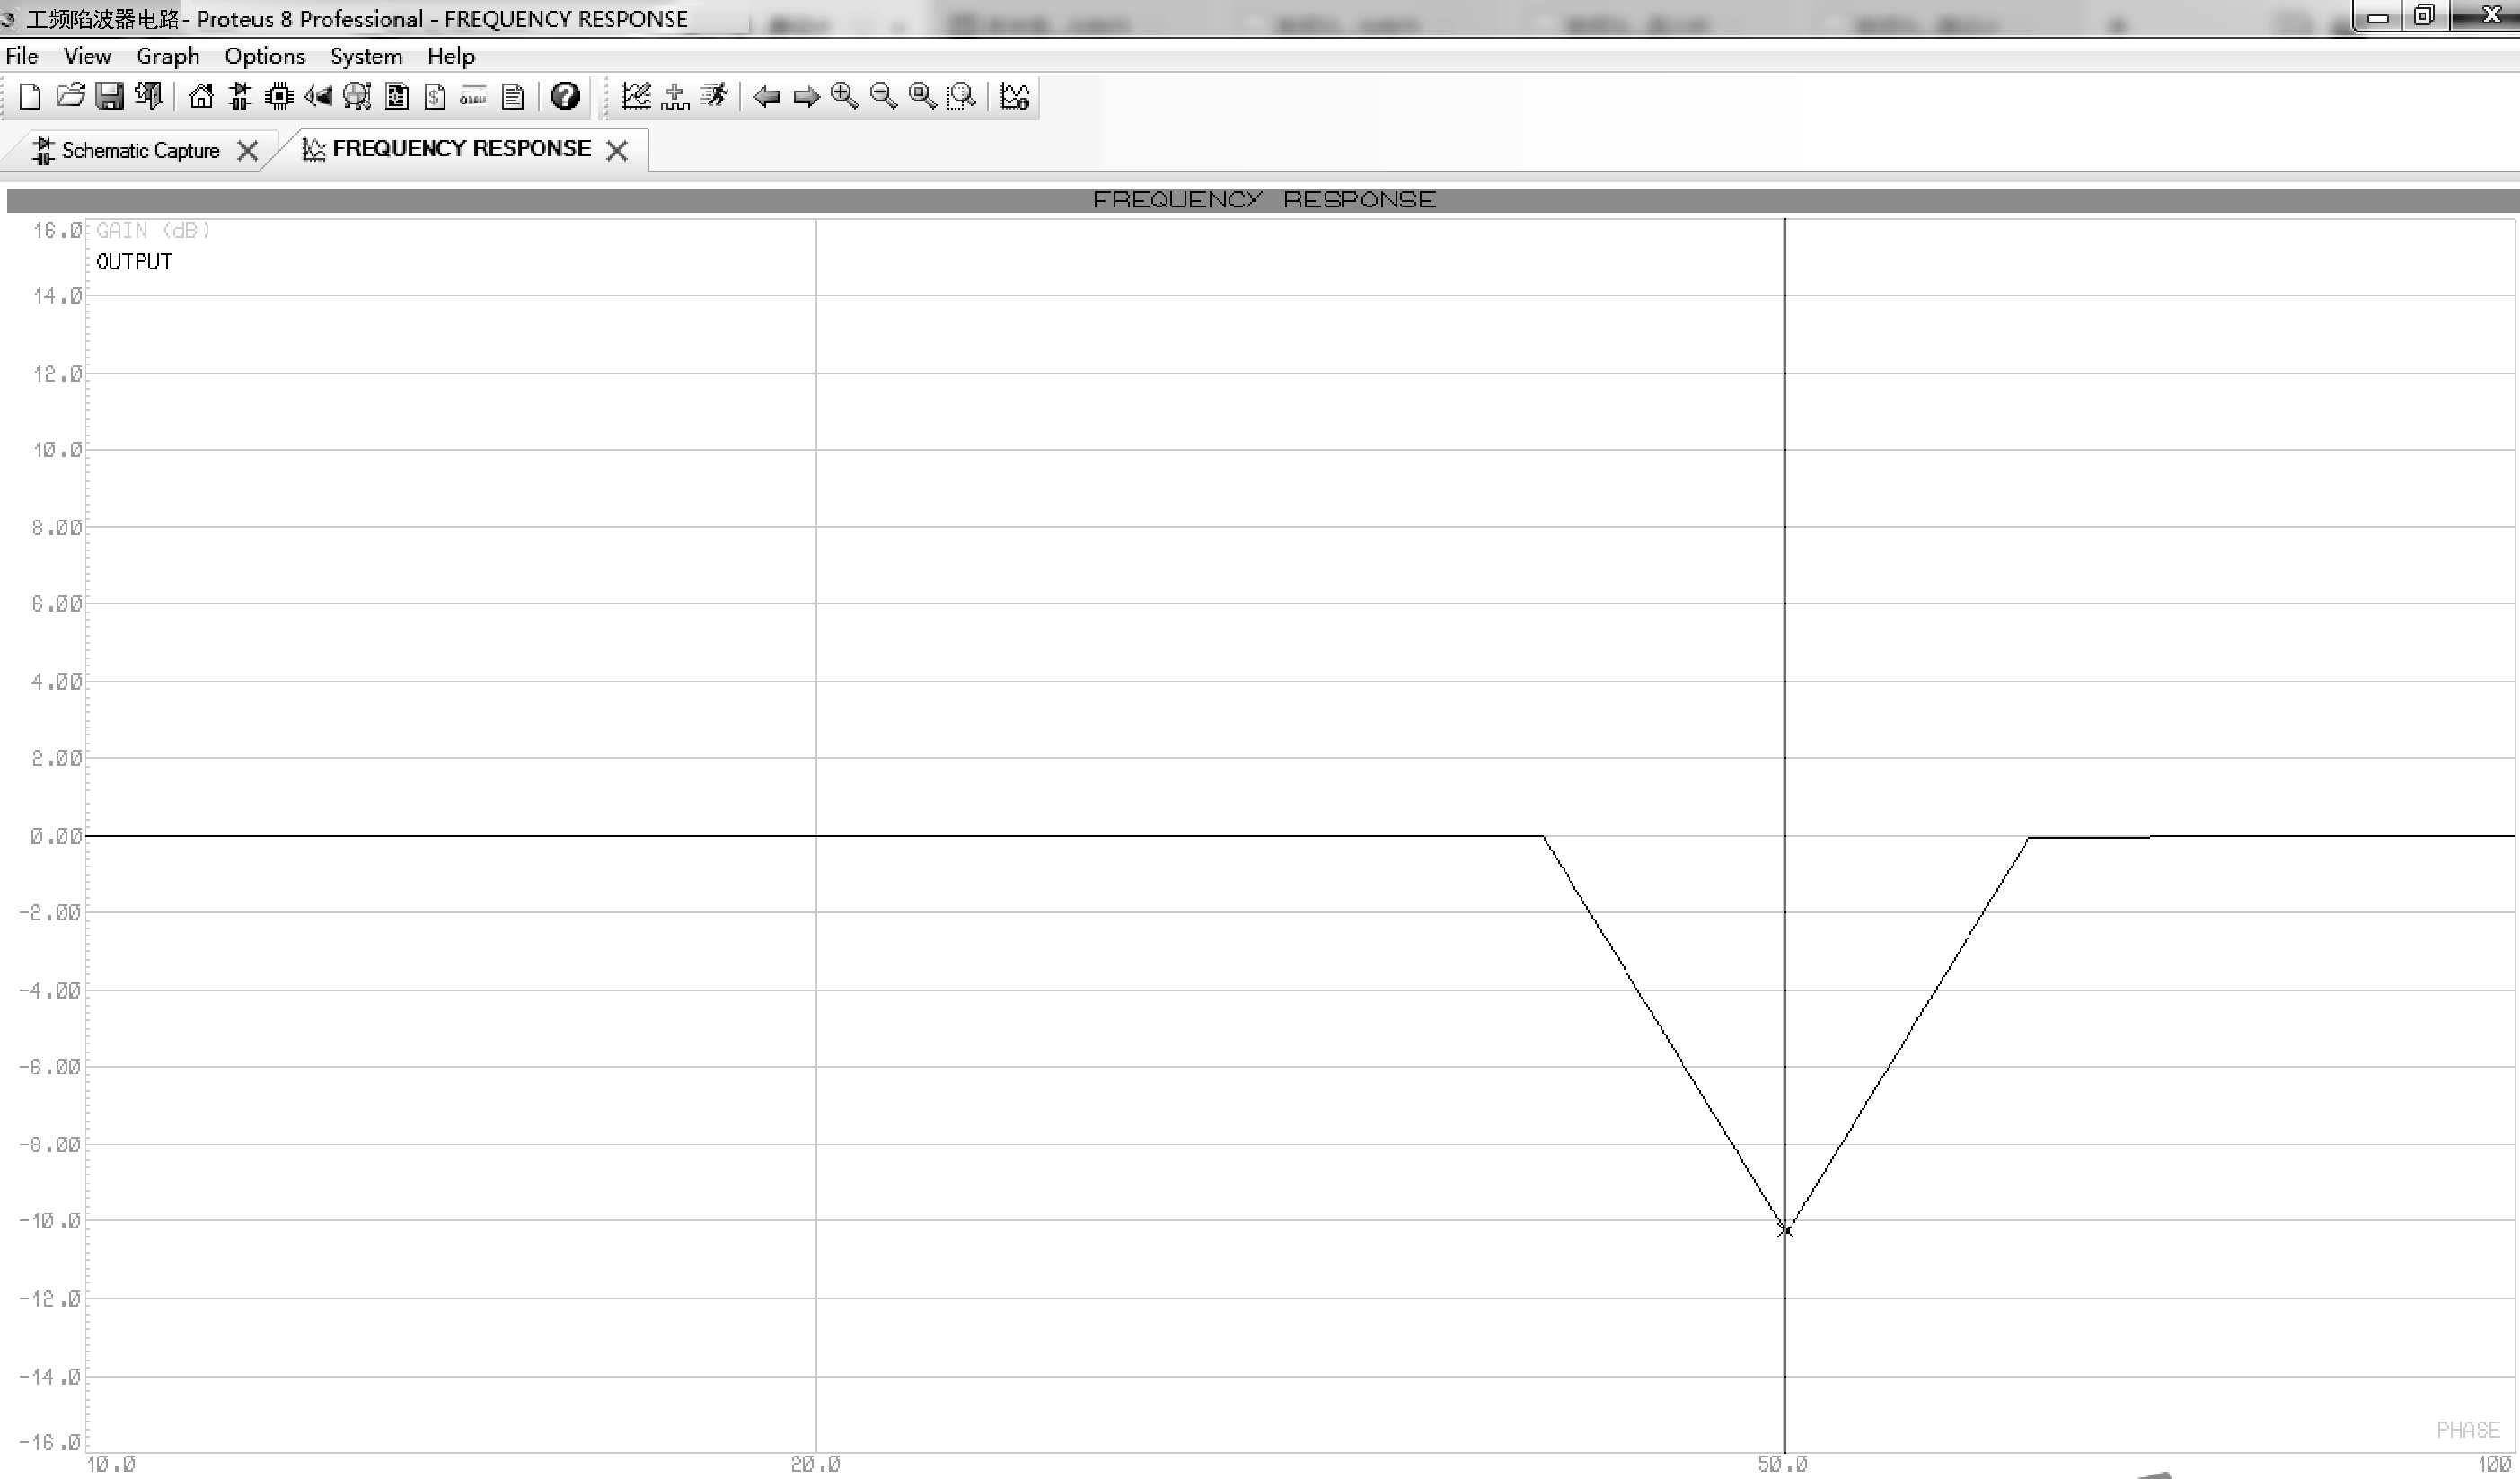 工频陷波器电路- Proteus 8 Professional - FREQUENCY RESPONSE
File View Graph Options System Help
Schematic Capture FREQUENCY RESPONSE
FREQUENCY RESPONSE
16.0 GAIN (dB)
OUTPUT
14.0
12.0
10.0
8.00
6.00
4.00
2.00
0.00
-2.00
-4.00
-6.00
-8.00
-10.0
-12.0
-14.0
PHASE
-16.0
10.0 20.0 50.0 100